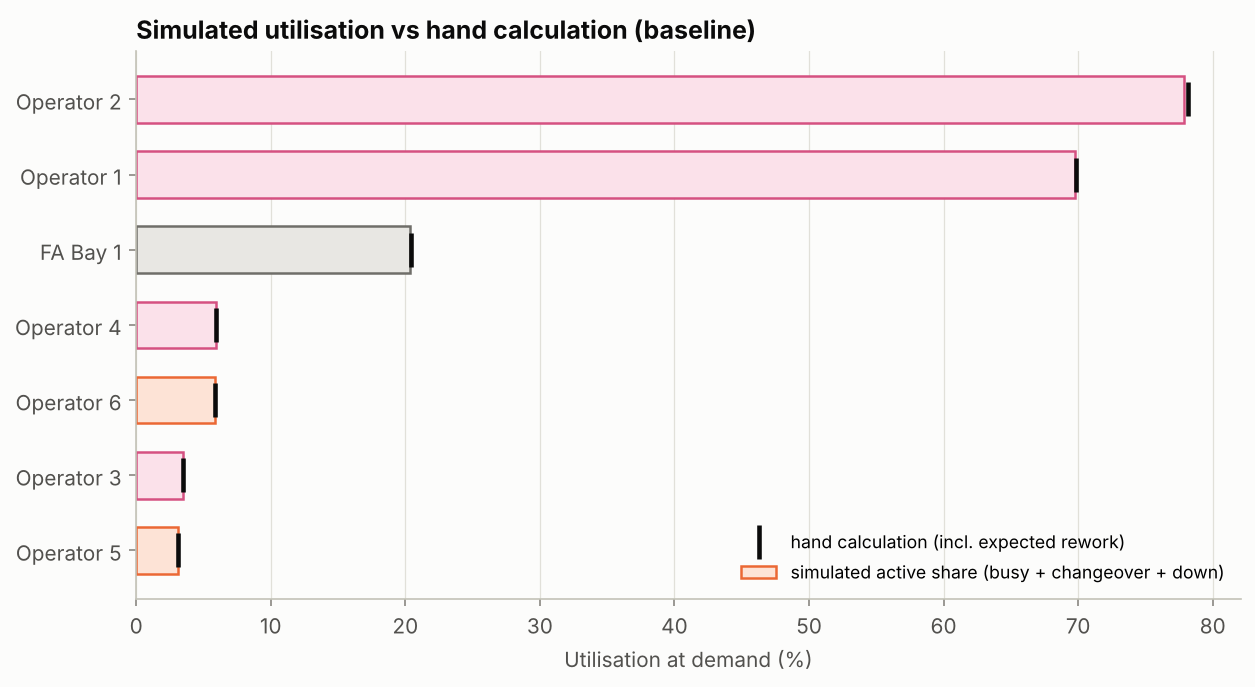 Simulated utilisation vs hand calculation (baseline)
Operator 2
Operator 1
FA Bay 1
Operator 4
Operator 6
Operator 3
Operator 5
hand calculation (incl. expected rework)
simulated active share (busy + changeover + down)
0 10 20 30 40 50 60 70 80
Utilisation at demand (%)